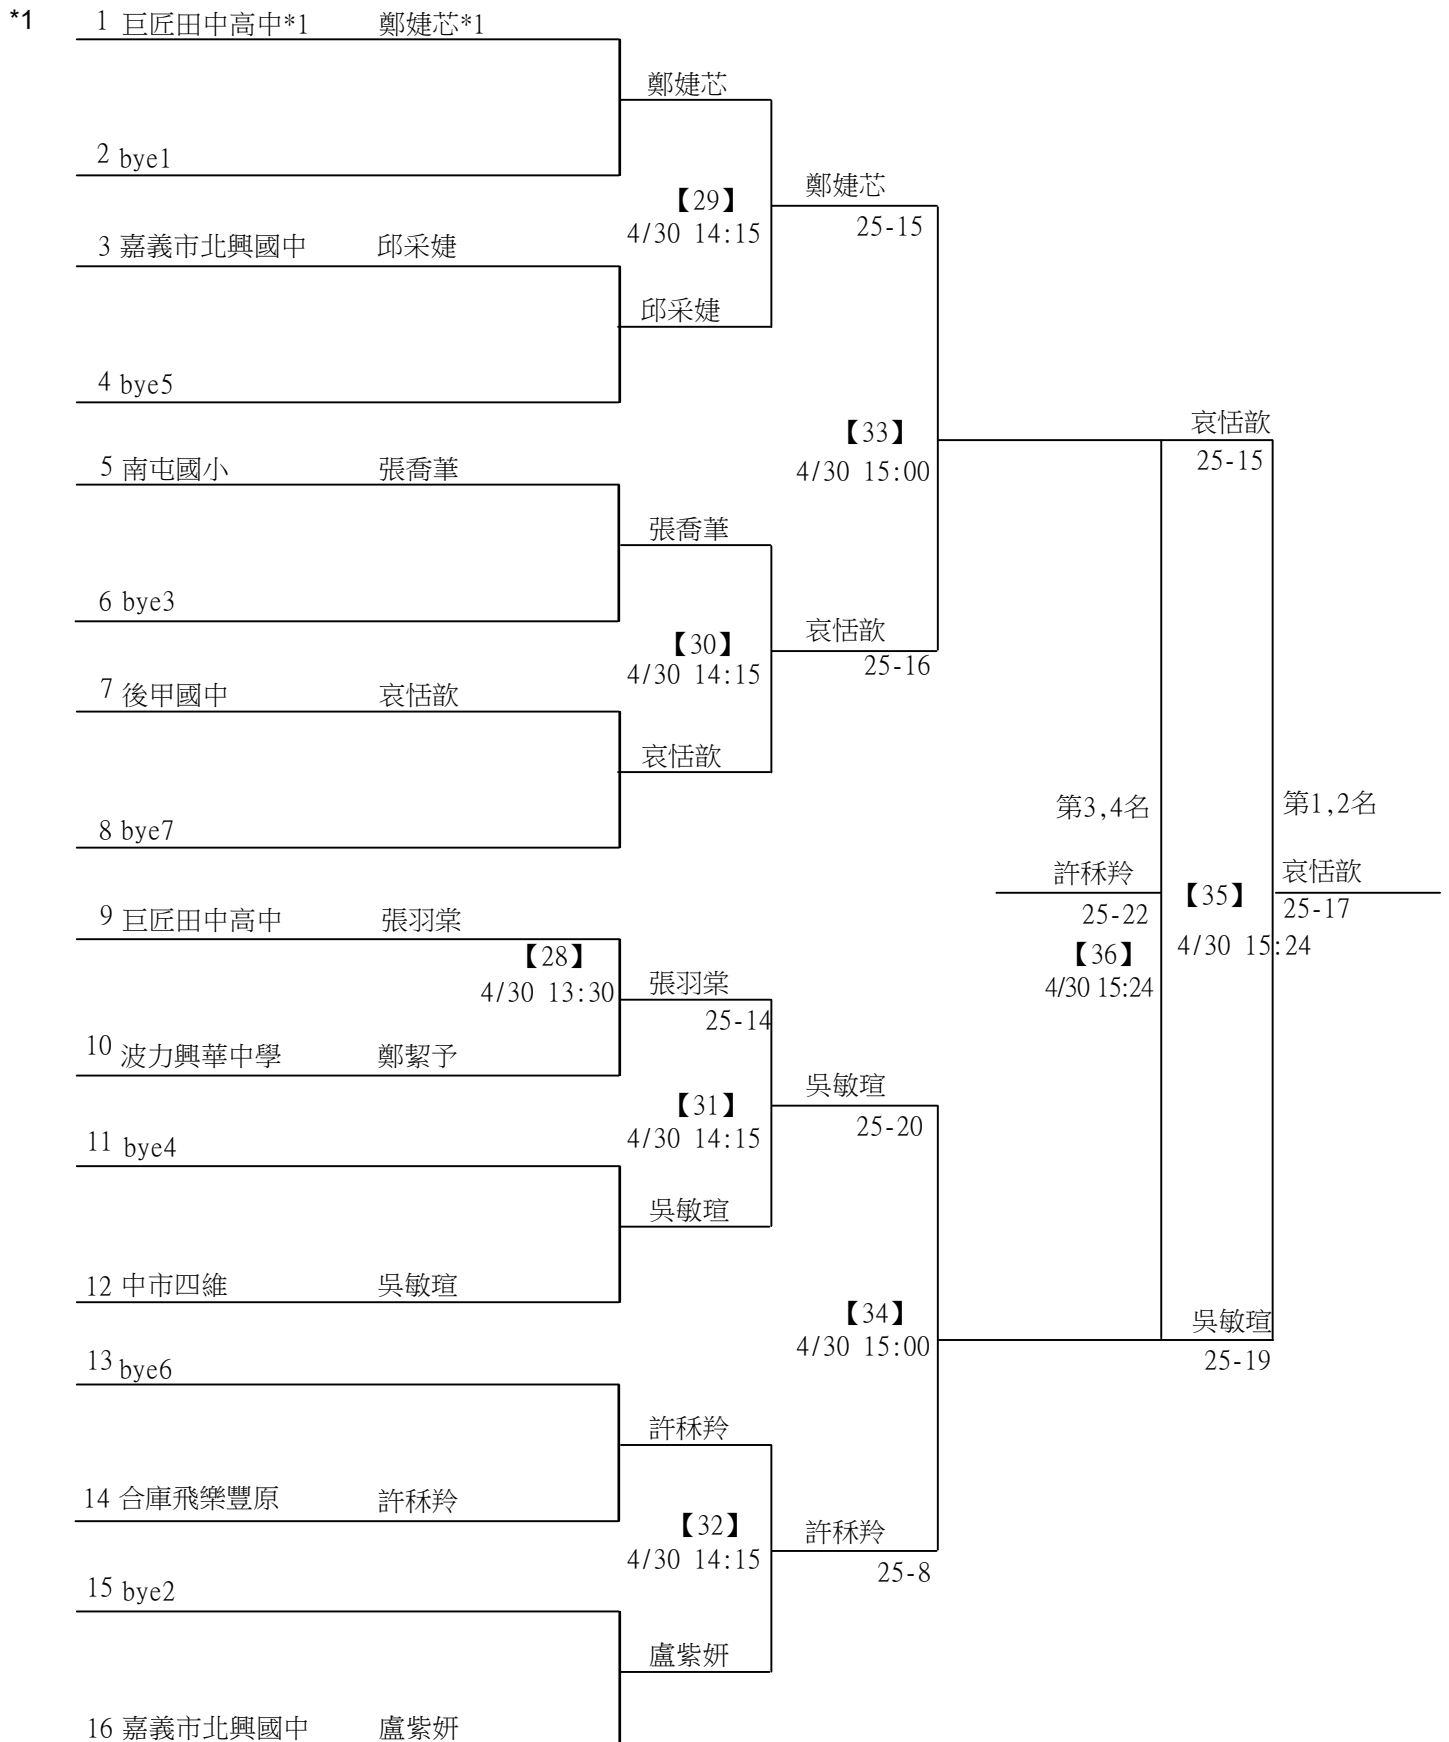 *1
1 巨匠田中高中*1 鄭婕芯*1
鄭婕芯
2 bye1
【29】
4/30 14:15
鄭婕芯
25-15
3 嘉義市北興國中 邱采婕
邱采婕
4 bye5
【33】
4/30 15:00
哀恬歆
25-15
5 南屯國小 張喬葦
張喬葦
6 bye3
【30】
4/30 14:15
哀恬歆
25-16
7 後甲國中 哀恬歆
哀恬歆
8 bye7
第3,4名
第1,2名
許秝羚
25-22
【36】
4/30 15:24
【35】
4/30 15:24
哀恬歆
25-17
9 巨匠田中高中 張羽棠
【28】
4/30 13:30
張羽棠
25-14
10 波力興華中學 鄭絜予
【31】
4/30 14:15
吳敏瑄
25-20
11 bye4
吳敏瑄
12 中市四維 吳敏瑄
【34】
4/30 15:00
吳敏瑄
25-19
13 bye6
許秝羚
14 合庫飛樂豐原 許秝羚
【32】
4/30 14:15
許秝羚
25-8
15 bye2
盧紫妍
16 嘉義市北興國中 盧紫妍